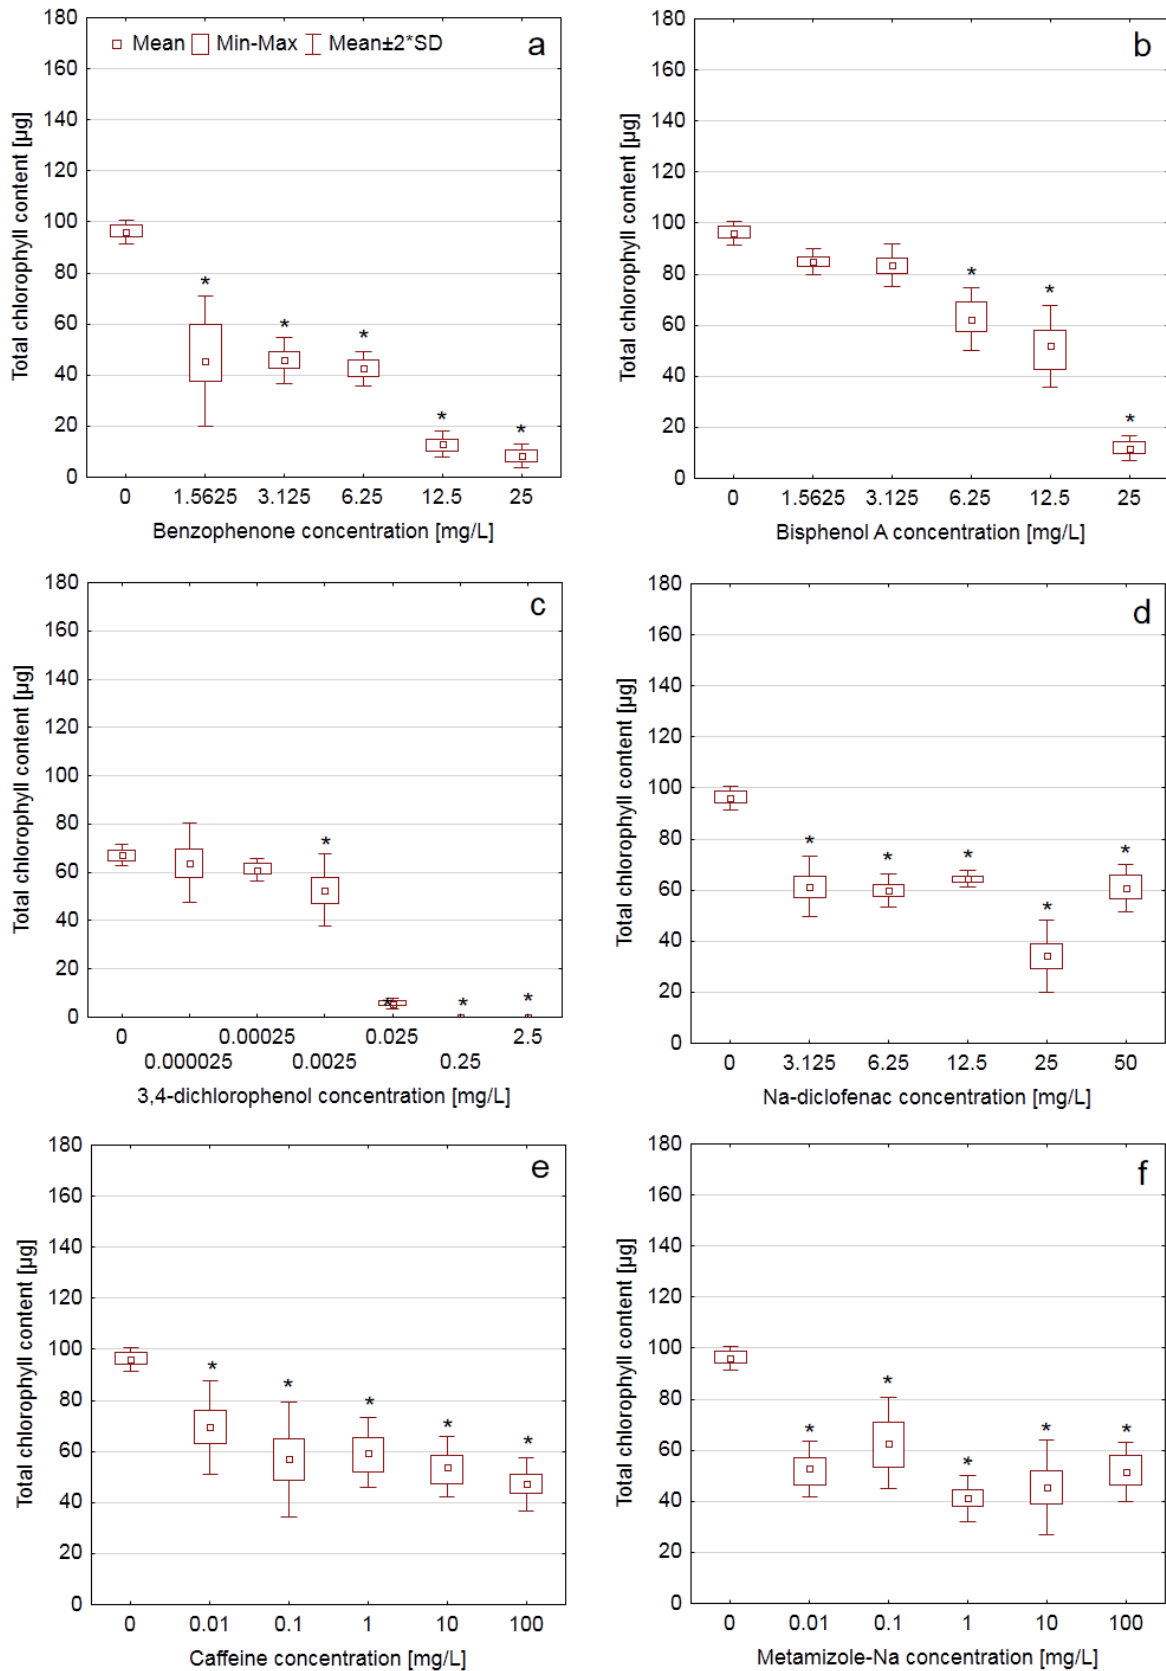 180
160
140
120
100
80
60
40
20
0
Total chlorophyll content [µg]
Mean Min-Max Mean±2*SD
a
* * * * *
0 1.5625 3.125 6.25 12.5 25
Benzophenone concentration [mg/L]
180
160
140
120
100
80
60
40
20
0
Total chlorophyll content [µg]
b
* * *
0 1.5625 3.125 6.25 12.5 25
Bisphenol A concentration [mg/L]
180
160
140
120
100
80
60
40
20
0
Total chlorophyll content [µg]
c
* * * *
0 0.00025 0.025 2.5
0.000025 0.0025 0.25
3,4-dichlorophenol concentration [mg/L]
180
160
140
120
100
80
60
40
20
0
Total chlorophyll content [µg]
d
* * * * *
0 3.125 6.25 12.5 25 50
Na-diclofenac concentration [mg/L]
180
160
140
120
100
80
60
40
20
0
Total chlorophyll content [µg]
e
* * * * *
0 0.01 0.1 1 10 100
Caffeine concentration [mg/L]
180
160
140
120
100
80
60
40
20
0
Total chlorophyll content [µg]
f
* * * * *
0 0.01 0.1 1 10 100
Metamizole-Na concentration [mg/L]